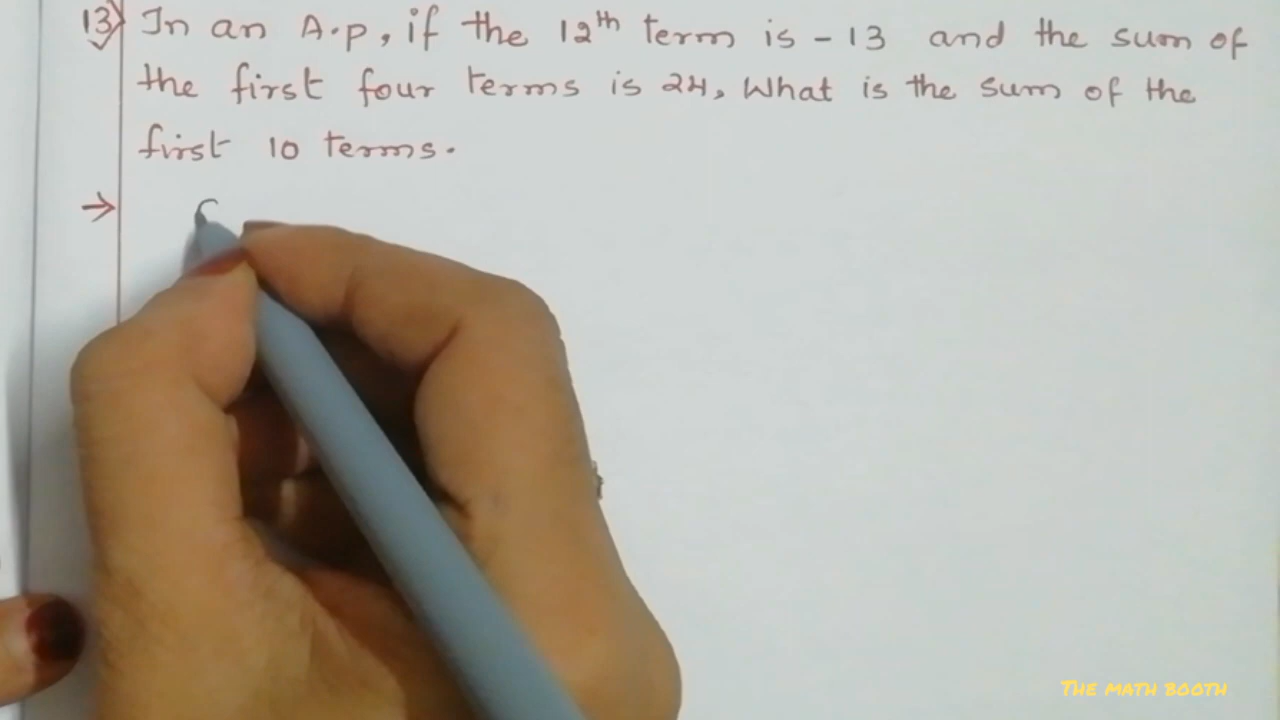 13) In an A.p, if the 12th term is -13 and the sum of
the first four terms is 24, What is the sum of the
first 10 terms.
→
THE MATH BOOTH